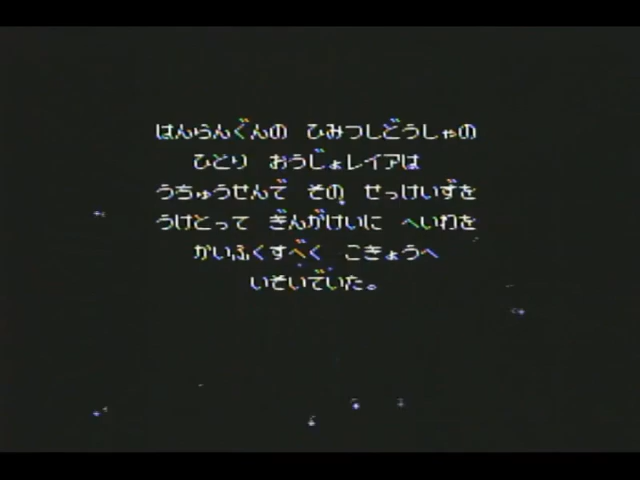 はんらんぐんの ひみつしどうしゃの
ひとり おうじょレイアは
うちゅうせんで その せっけいずを
うけとって ぎんがけいに へいわを
かいふくすべく こきょうへ
いそいでいた。